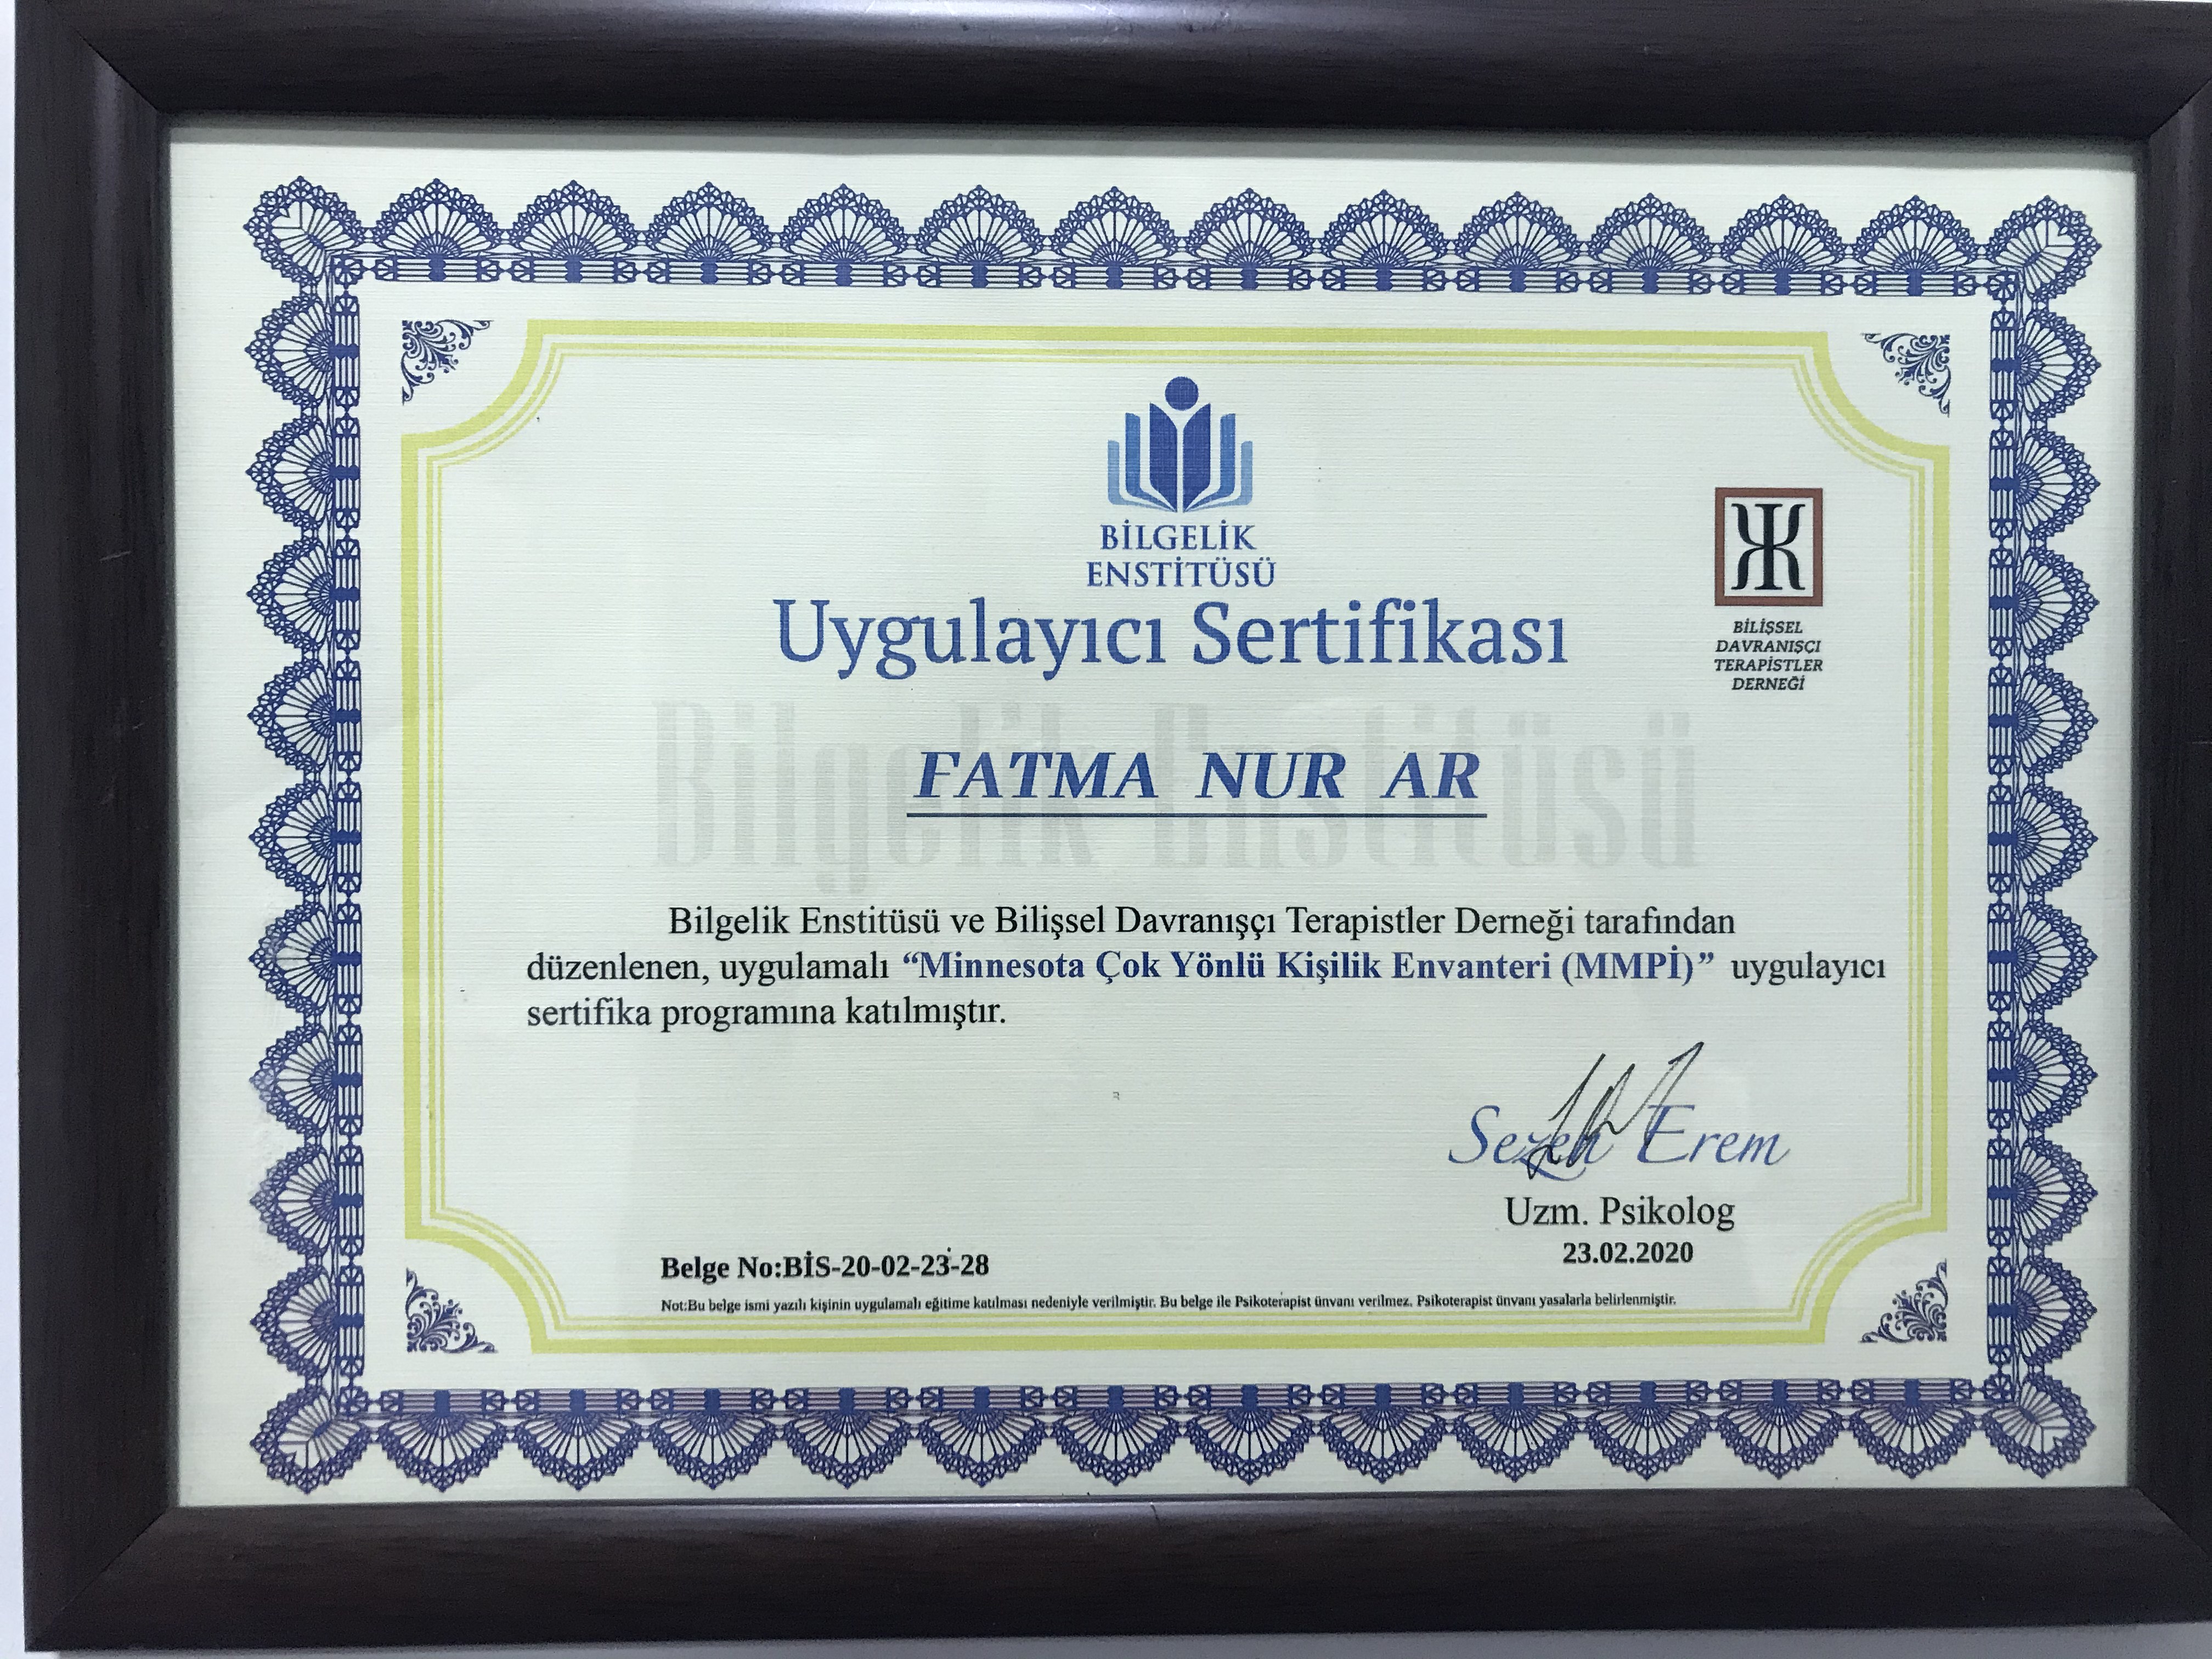 BİLGELİK
ENSTİTÜSÜ
Uygulayıcı Sertifikası
BİLİŞSEL
DAVRANIŞÇI
TERAPİSTLER
DERNEĞİ
Bilgelik Enstitüsü
FATMA NUR AR
Bilgelik Enstitüsü ve Bilişsel Davranışçı Terapistler Derneği tarafından
düzenlenen, uygulamalı “Minnesota Çok Yönlü Kişilik Envanteri (MMPİ)” uygulayıcı
sertifika programına katılmıştır.
Sezen Erem
Uzm. Psikolog
23.02.2020
Belge No:BİS-20-02-23-28
Not:Bu belge ismi yazılı kişinin uygulamalı eğitime katılması nedeniyle verilmiştir. Bu belge ile Psikoterapist ünvanı verilmez. Psikoterapist ünvanı yasalarla belirlenmiştir.